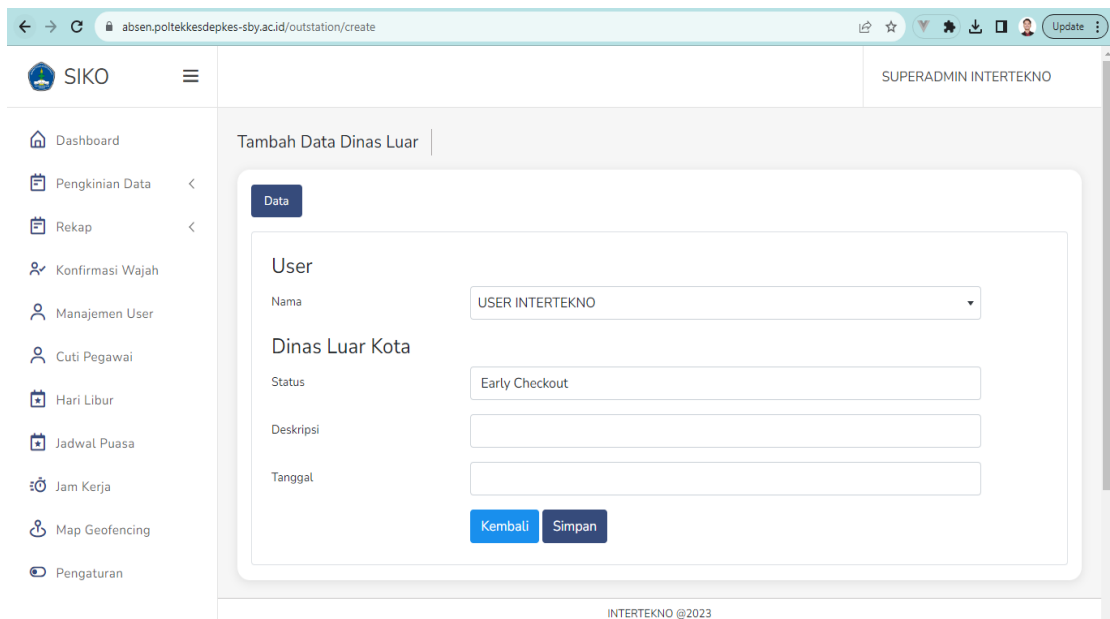 absen.poltekkesdepkes-sby.ac.id/outstation/create
Update
SIKO
SUPERADMIN INTERTEKNO
Dashboard
Pengkinian Data
Rekap
Konfirmasi Wajah
Manajemen User
Cuti Pegawai
Hari Libur
Jadwal Puasa
Jam Kerja
Map Geofencing
Pengaturan
Tambah Data Dinas Luar
Data
User
Nama
USER INTERTEKNO
Dinas Luar Kota
Status
Early Checkout
Deskripsi
Tanggal
Kembali
Simpan
INTERTEKNO @2023